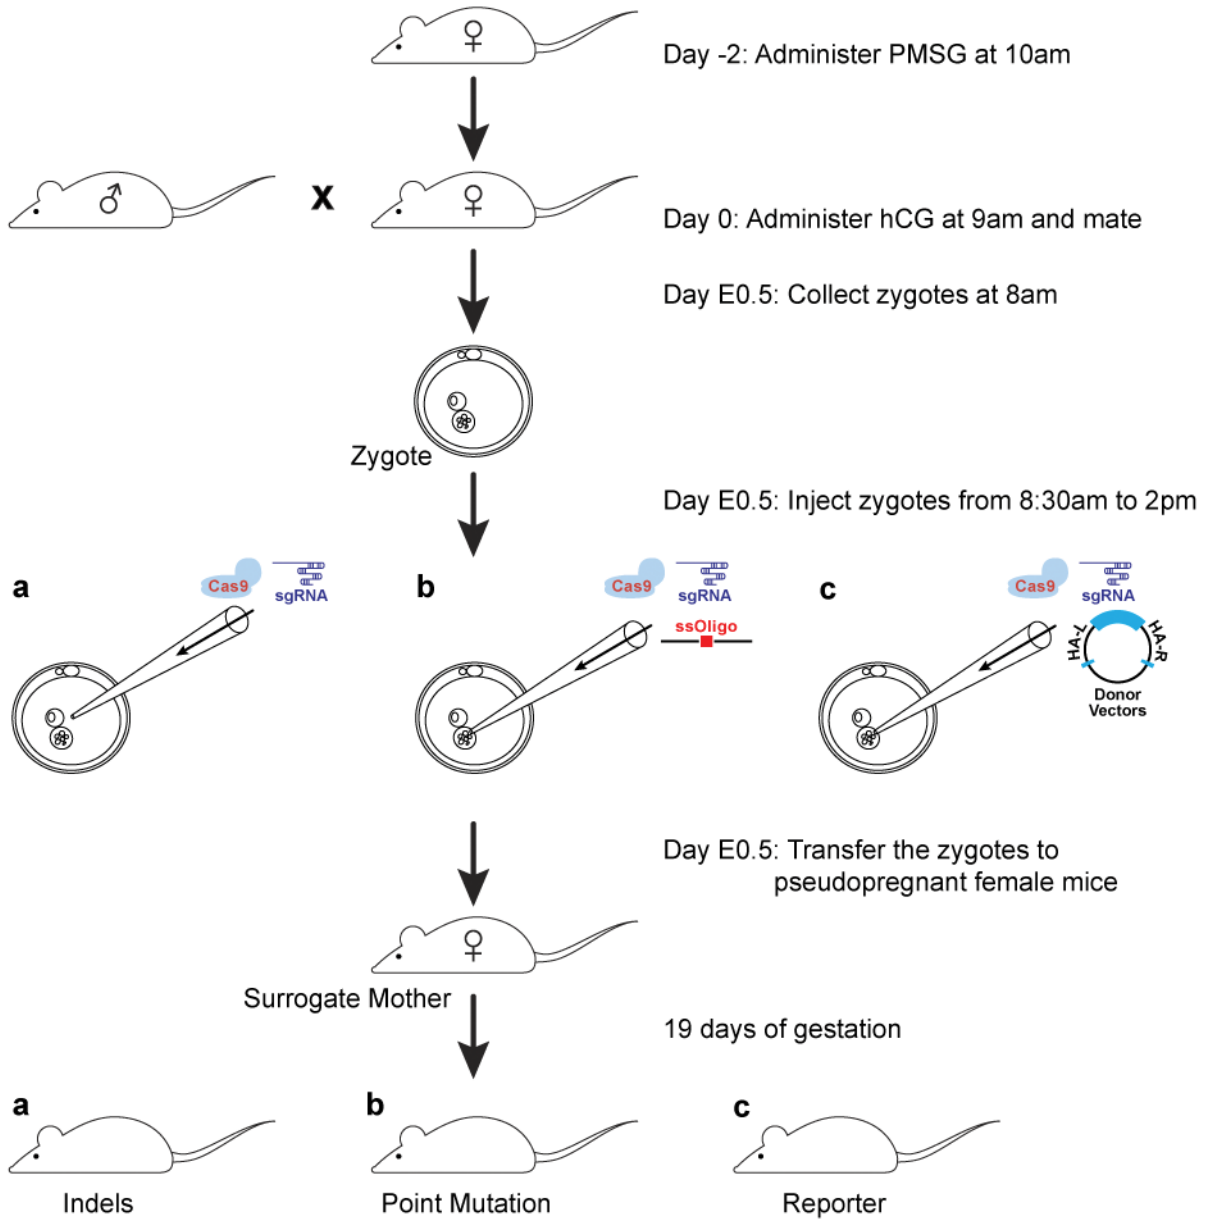 ♀
Day -2: Administer PMSG at 10am
♂
X
♀
Day 0: Administer hCG at 9am and mate
Day E0.5: Collect zygotes at 8am
Zygote
Day E0.5: Inject zygotes from 8:30am to 2pm
a
Cas9
sgRNA
b
Cas9
sgRNA
ssOligo
c
Cas9
sgRNA
HA-L
HA-R
Donor
Vectors
Day E0.5: Transfer the zygotes to
pseudopregnant female mice
♀
Surrogate Mother
19 days of gestation
a
b
c
Indels
Point Mutation
Reporter